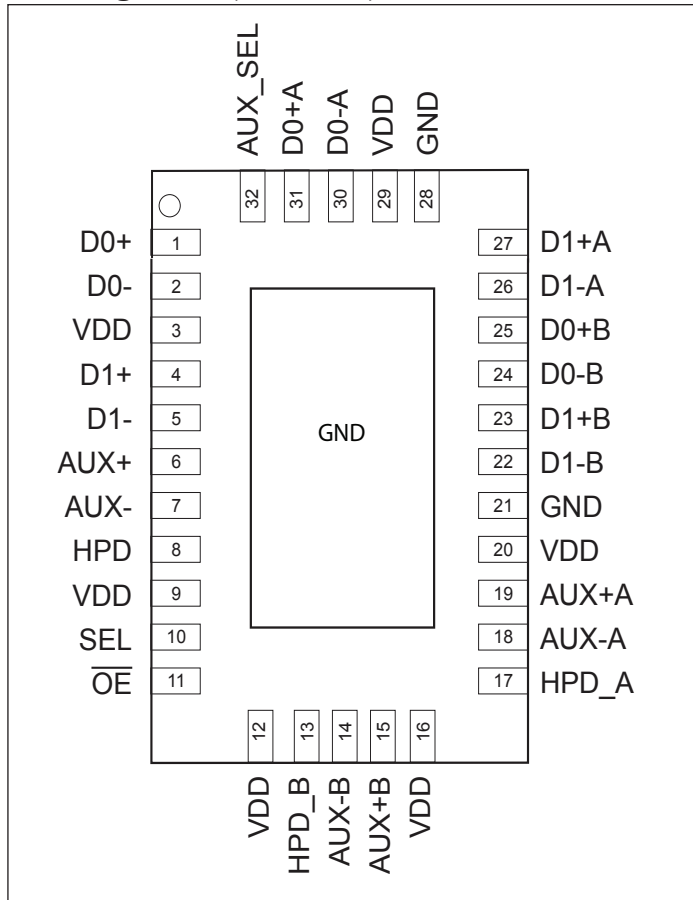 AUX_SEL
D0+A
D0-A
VDD
GND
32
31
30
29
28
D0+ 1
D0- 2
VDD 3
D1+ 4
D1- 5
AUX+ 6
AUX- 7
HPD 8
VDD 9
SEL 10
O̅E̅ 11
GND
27 D1+A
26 D1-A
25 D0+B
24 D0-B
23 D1+B
22 D1-B
21 GND
20 VDD
19 AUX+A
18 AUX-A
17 HPD_A
12
13
14
15
16
VDD
HPD_B
AUX-B
AUX+B
VDD